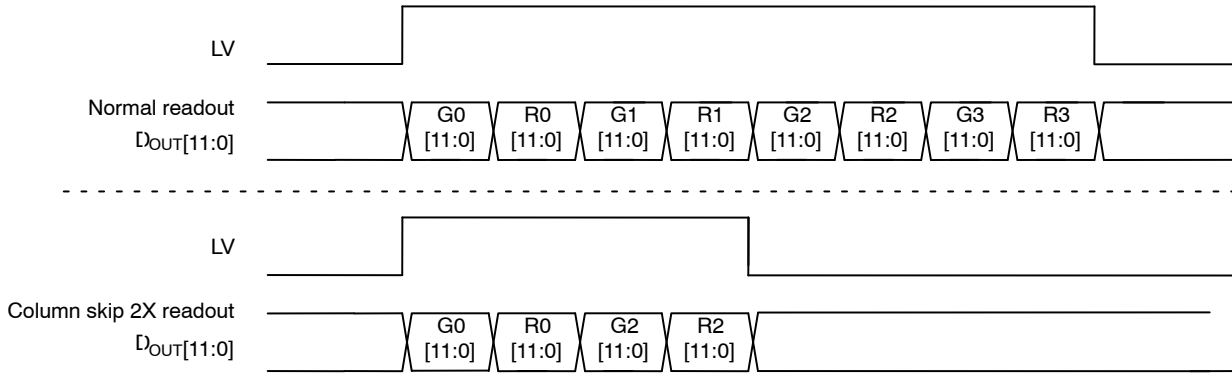 LV
Normal readout
DOUT[11:0]
G0 R0 G1 R1 G2 R2 G3 R3
[11:0] [11:0] [11:0] [11:0] [11:0] [11:0] [11:0] [11:0]
LV
Column skip 2X readout
DOUT[11:0]
G0 R0 G2 R2
[11:0] [11:0] [11:0] [11:0]